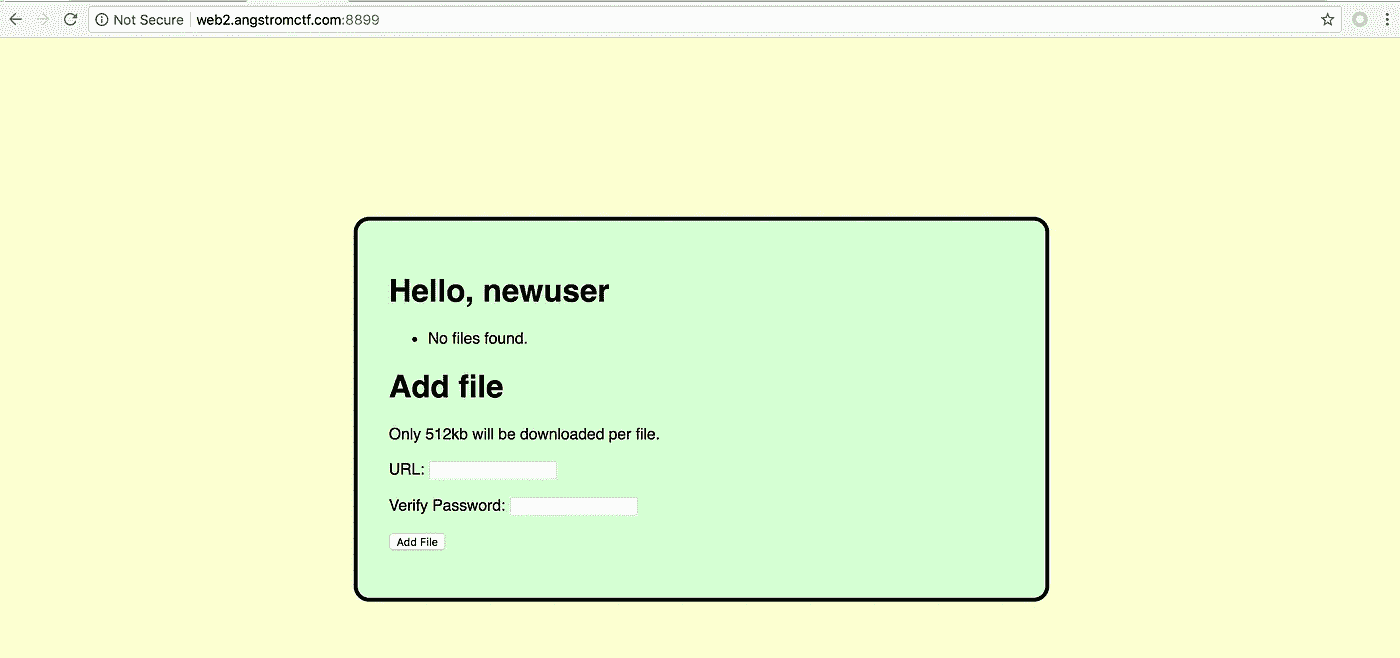 Not Secure web2.angstromctf.com:8899
Hello, newuser
No files found.
Add file
Only 512kb will be downloaded per file.
URL:
Verify Password:
Add File